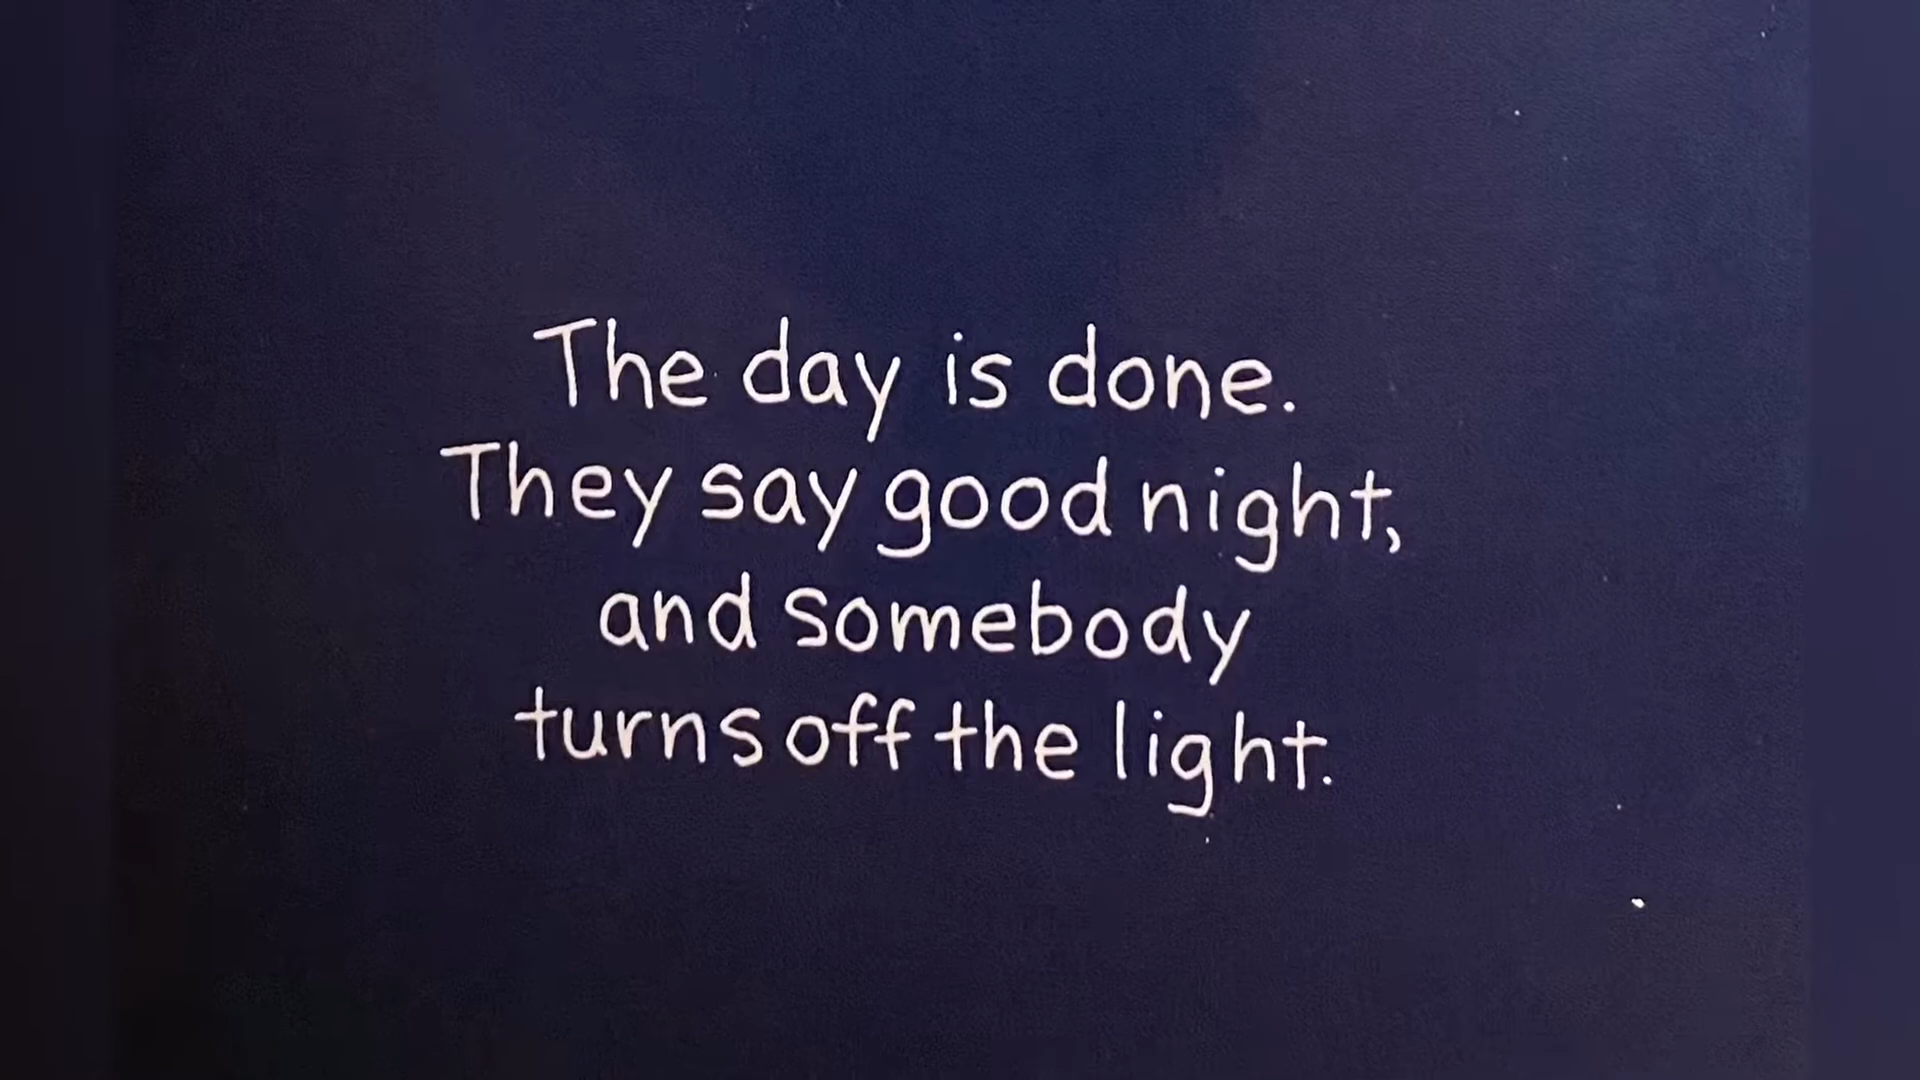 The day is done.
They say good night,
and somebody
turns off the light.